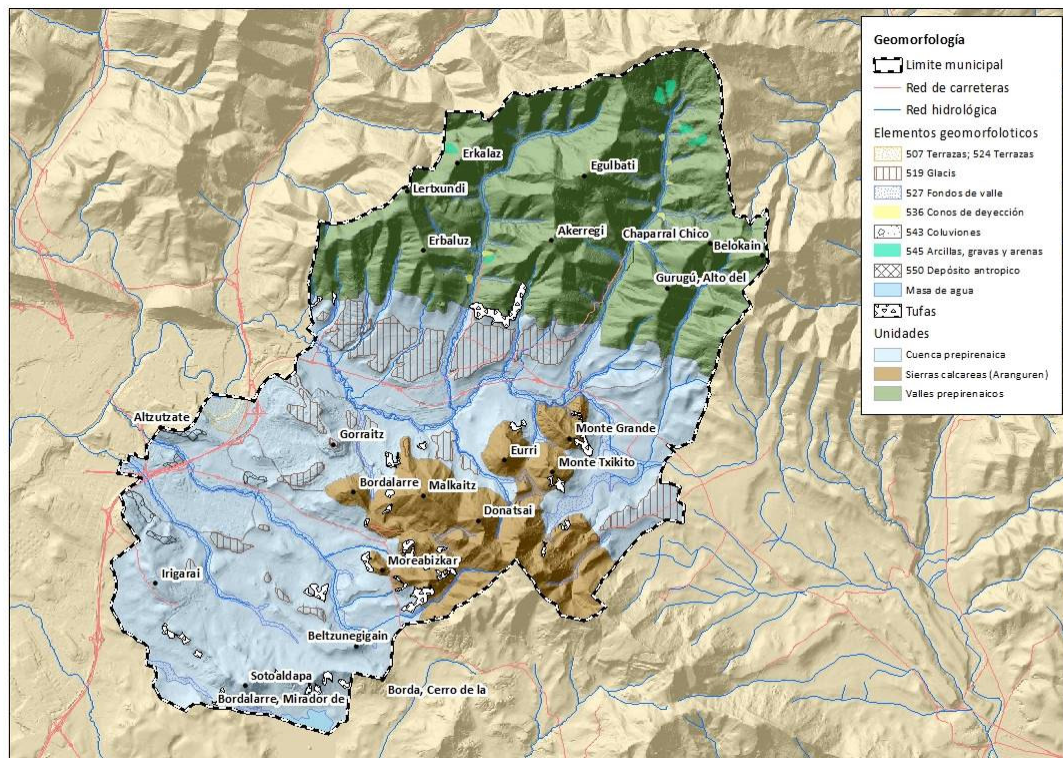 Geomorfología
Limite municipal
Red de carreteras
Red hidrológica
Elementos geomorfoloticos
507 Terrazas; 524 Terrazas
519 Glacis
527 Fondos de valle
536 Conos de deyección
543 Coluviones
545 Arcillas, gravas y arenas
550 Depósito antropico
Masa de agua
Tufas
Unidades
Cuenca prepirenaica
Sierras calcareas (Aranguren)
Valles prepirenaicos
Erkalaz
Egulbati
Lertxundi
Erbaluz
Akerregi
Chaparral Chico
Belokain
Gurugú, Alto del
Altzutzate
Gorraitz
Monte Grande
Eurri
Monte Txikito
Bordalarre
Malkaitz
Donatsai
Moreabizkar
Irigarai
Beltzunegigain
Sotoaldapa
Bordalarre, Mirador de
Borda, Cerro de la